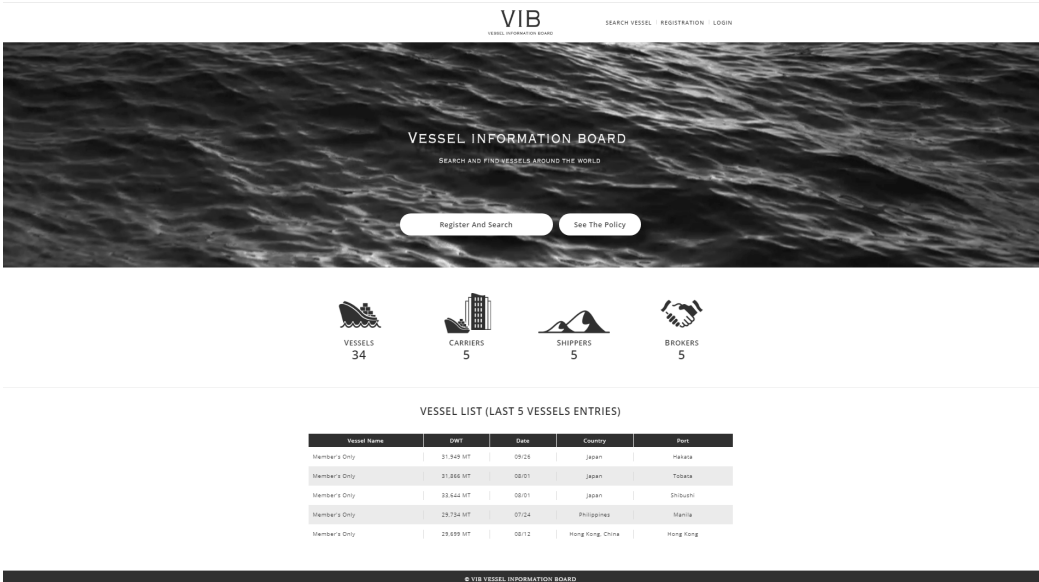 VIB
VESSEL INFORMATION BOARD
SEARCH VESSEL | REGISTRATION | LOGIN
VESSEL INFORMATION BOARD
SEARCH AND FIND VESSELS AROUND THE WORLD
Register And Search See The Policy
VESSELS CARRIERS SHIPPERS BROKERS
34 5 5 5
VESSEL LIST (LAST 5 VESSELS ENTRIES)
Vessel Name DWT Date Country Port
Member's Only 31,949 MT 09/26 Japan Hakata
Member's Only 31,866 MT 08/01 Japan Tobata
Member's Only 33,644 MT 08/01 Japan Shibushi
Member's Only 29,734 MT 07/24 Philippines Manila
Member's Only 29,699 MT 08/12 Hong Kong, China Hong Kong
© VIB VESSEL INFORMATION BOARD